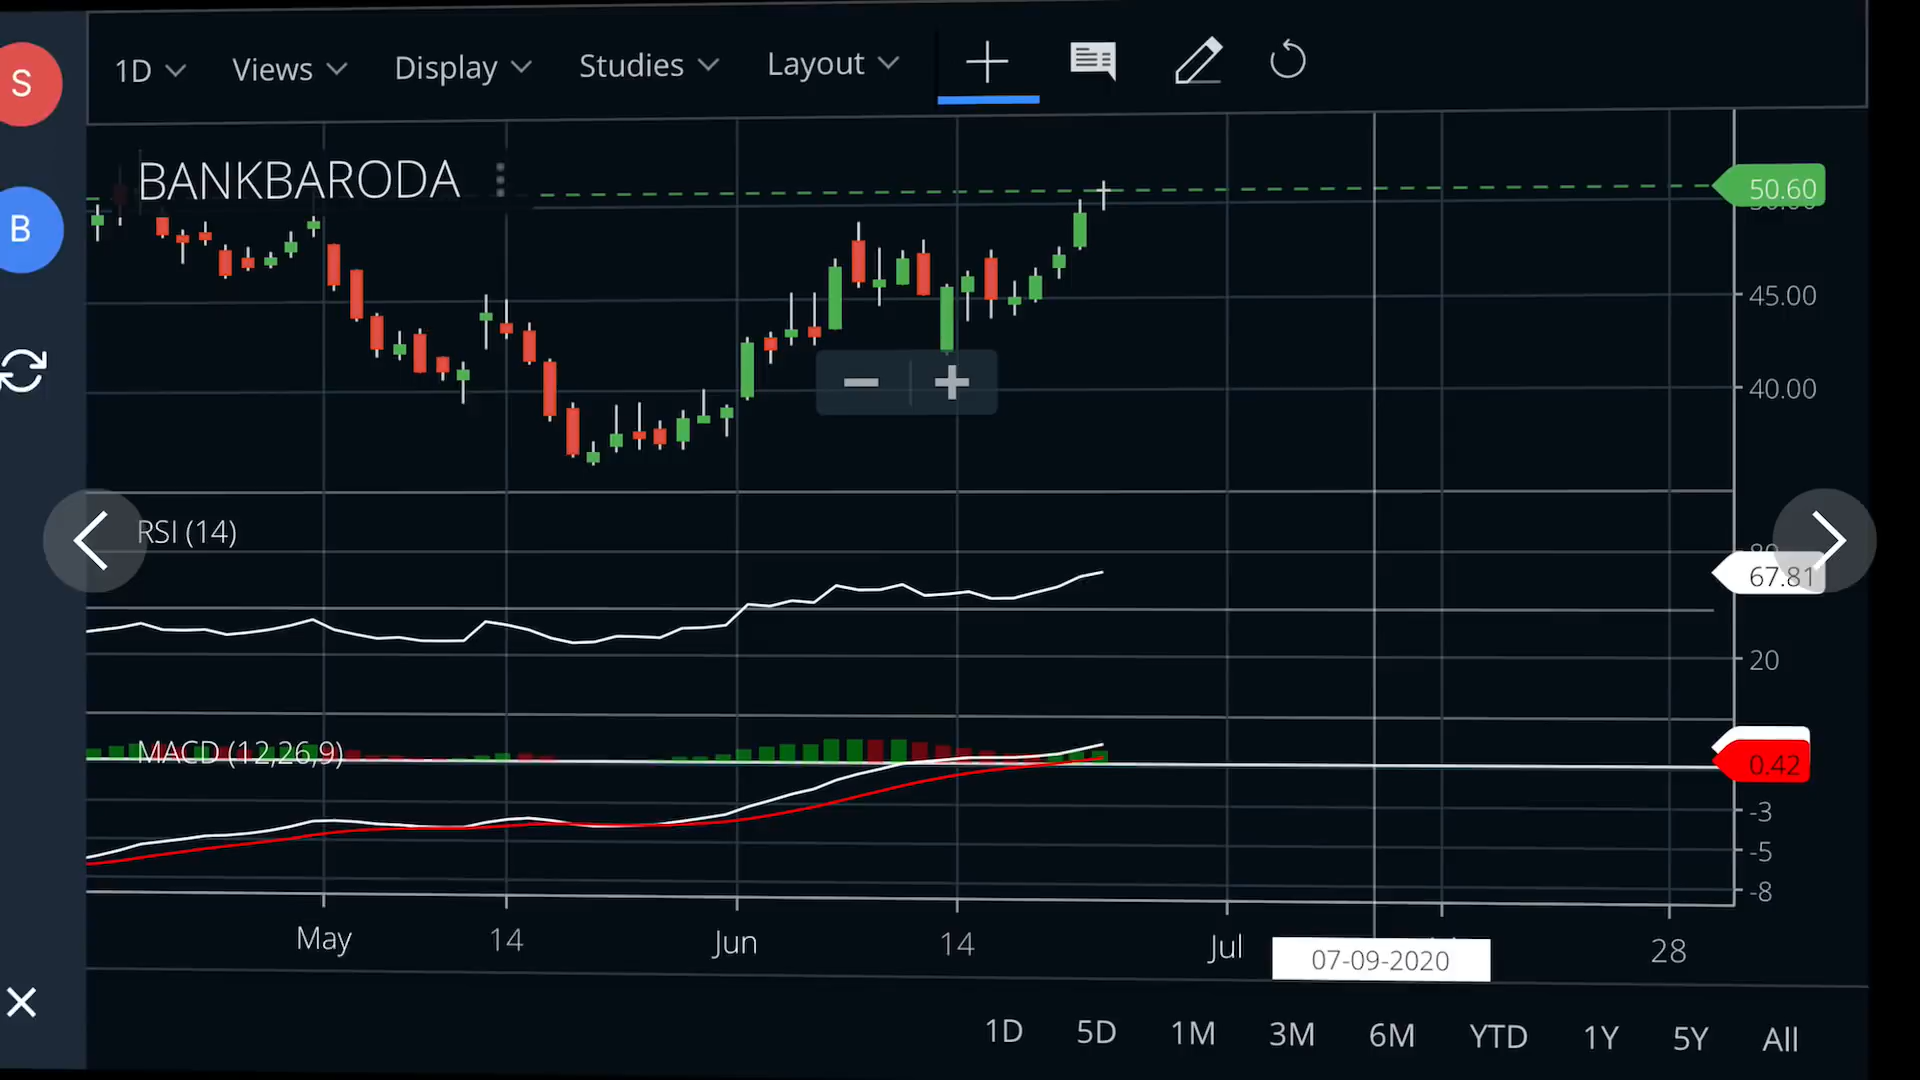 S
B
1D Views Display Studies Layout
BANKBARODA
50.60
45.00
40.00
RSI (14)
80
67.81
20
MACD (12,26,9)
0.42
-3
-5
-8
May 14 Jun 14 Jul 07-09-2020 28
1D 5D 1M 3M 6M YTD 1Y 5Y All